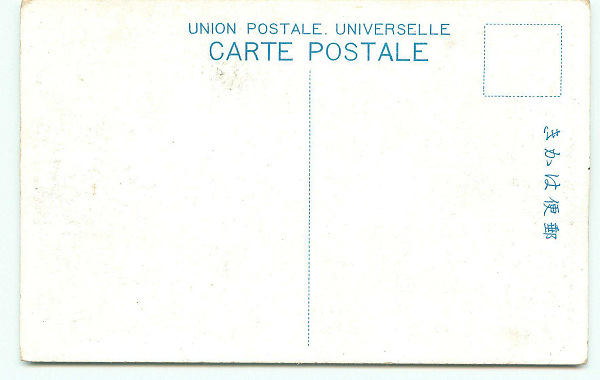 UNION POSTALE. UNIVERSELLE
CARTE POSTALE
郵便はかき